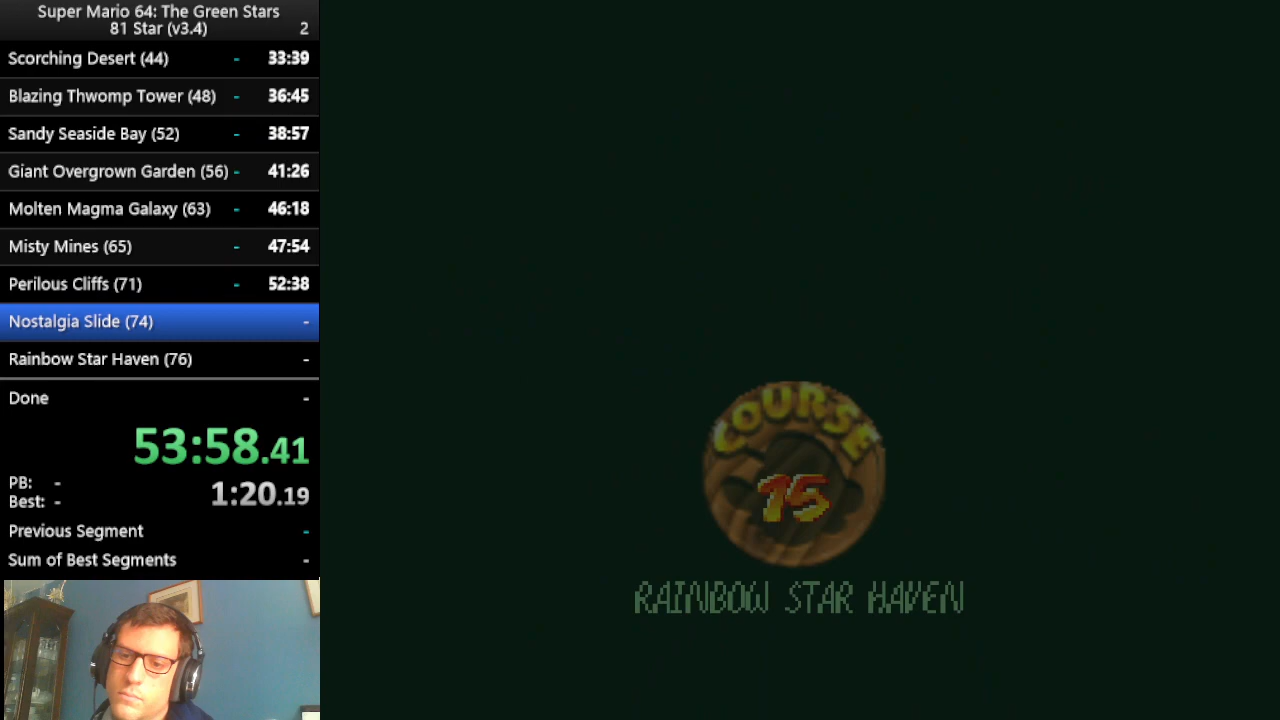 Super Mario 64: The Green Stars
81 Star (v3.4) 2
Scorching Desert (44) - 33:39
Blazing Thwomp Tower (48) - 36:45
Sandy Seaside Bay (52) - 38:57
Giant Overgrown Garden (56) - 41:26
Molten Magma Galaxy (63) - 46:18
Misty Mines (65) - 47:54
Perilous Cliffs (71) - 52:38
Nostalgia Slide (74) -
Rainbow Star Haven (76) -
Done -
53:58.41
PB: - 1:20.19
Best: -
Previous Segment -
Sum of Best Segments -
COURSE
15
RAINBOW STAR HAVEN